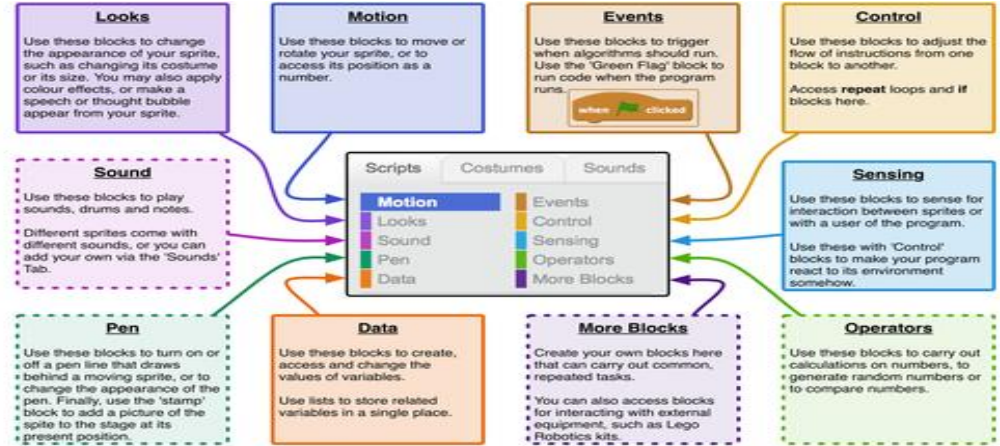 Looks
Use these blocks to change
the appearance of your sprite,
such as changing its costume
or its size. You may also apply
colour effects, or make a
speech or thought bubble
appear from your sprite.
Motion
Use these blocks to move or
rotate your sprite, or to
access its position as a
number.
Events
Use these blocks to trigger
when algorithms should run.
Use the 'Green Flag' block to
run code when the program
runs.
when clicked
Control
Use these blocks to adjust the
flow of instructions from one
block to another.
Access repeat loops and if
blocks here.
Sound
Use these blocks to play
sounds, drums and notes.
Different sprites come with
different sounds, or you can
add your own via the 'Sounds'
Tab.
Scripts Costumes Sounds
Motion Events
Looks Control
Sound Sensing
Pen Operators
Data More Blocks
Sensing
Use these blocks to sense for
interaction between sprites or
with a user of the program.
Use these with 'Control'
blocks to make your program
react to its environment
somehow.
Pen
Use these blocks to turn on or
off a pen line that draws
behind a moving sprite, or to
change the appearance of the
pen. Finally, use the 'stamp'
block to add a picture of the
spite to the stage at its
present position.
Data
Use these blocks to create,
access and change the
values of variables.
Use lists to store related
variables in a single place.
More Blocks
Create your own blocks here
that can carry out common,
repeated tasks.
You can also access blocks
for interacting with external
equipment, such as Lego
Robotics kits.
Operators
Use these blocks to carry out
calculations on numbers, to
generate random numbers or
to compare numbers.